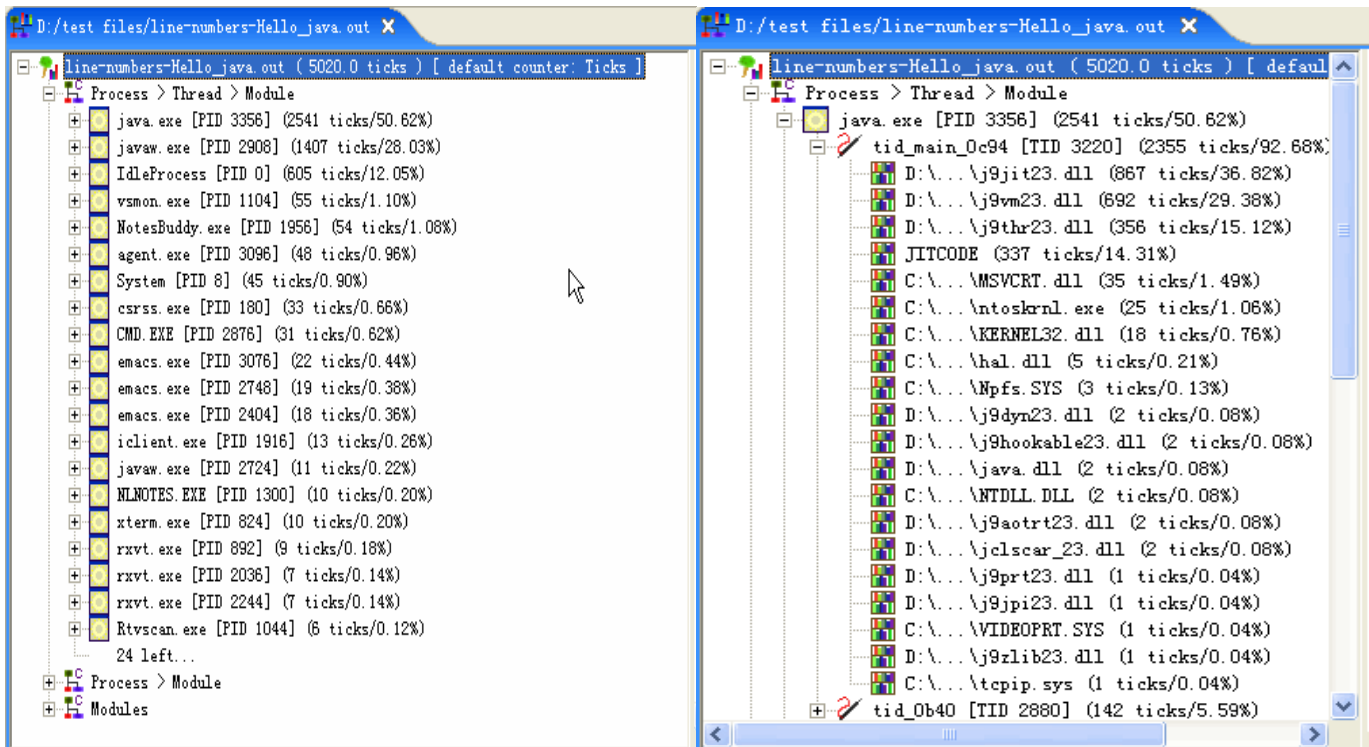 D:/test files/line-numbers-Hello_java.out
line-numbers-Hello_java.out ( 5020.0 ticks ) [ default counter: Ticks ]
Process > Thread > Module
java.exe [PID 3356] (2541 ticks/50.62%)
javaw.exe [PID 2908] (1407 ticks/28.03%)
IdleProcess [PID 0] (605 ticks/12.05%)
vsmon.exe [PID 1104] (55 ticks/1.10%)
NotesBuddy.exe [PID 1956] (54 ticks/1.08%)
agent.exe [PID 3096] (48 ticks/0.96%)
System [PID 8] (45 ticks/0.90%)
csrss.exe [PID 180] (33 ticks/0.66%)
CMD.EXE [PID 2876] (31 ticks/0.62%)
emacs.exe [PID 3076] (22 ticks/0.44%)
emacs.exe [PID 2748] (19 ticks/0.38%)
emacs.exe [PID 2404] (18 ticks/0.36%)
iclient.exe [PID 1916] (13 ticks/0.26%)
javaw.exe [PID 2724] (11 ticks/0.22%)
NLNOTES.EXE [PID 1300] (10 ticks/0.20%)
xterm.exe [PID 824] (10 ticks/0.20%)
rxvt.exe [PID 892] (9 ticks/0.18%)
rxvt.exe [PID 2036] (7 ticks/0.14%)
rxvt.exe [PID 2244] (7 ticks/0.14%)
Rtvscan.exe [PID 1044] (6 ticks/0.12%)
24 left...
Process > Module
Modules
D:/test files/line-numbers-Hello_java.out
line-numbers-Hello_java.out ( 5020.0 ticks ) [ defaul
Process > Thread > Module
java.exe [PID 3356] (2541 ticks/50.62%)
tid_main_0c94 [TID 3220] (2355 ticks/92.68%)
D:\...\j9jit23.dll (867 ticks/36.82%)
D:\...\j9vm23.dll (692 ticks/29.38%)
D:\...\j9thr23.dll (356 ticks/15.12%)
JITCODE (337 ticks/14.31%)
C:\...\MSVCRT.dll (35 ticks/1.49%)
C:\...\ntoskrnl.exe (25 ticks/1.06%)
C:\...\KERNEL32.dll (18 ticks/0.76%)
C:\...\hal.dll (5 ticks/0.21%)
C:\...\Npfs.SYS (3 ticks/0.13%)
D:\...\j9dyn23.dll (2 ticks/0.08%)
D:\...\j9hookable23.dll (2 ticks/0.08%)
D:\...\java.dll (2 ticks/0.08%)
C:\...\NTDLL.DLL (2 ticks/0.08%)
D:\...\j9aotrt23.dll (2 ticks/0.08%)
D:\...\jclscar_23.dll (2 ticks/0.08%)
D:\...\j9prt23.dll (1 ticks/0.04%)
D:\...\j9jpi23.dll (1 ticks/0.04%)
C:\...\VIDEOPRT.SYS (1 ticks/0.04%)
D:\...\j9zlib23.dll (1 ticks/0.04%)
C:\...\tcpip.sys (1 ticks/0.04%)
tid_0b40 [TID 2880] (142 ticks/5.59%)